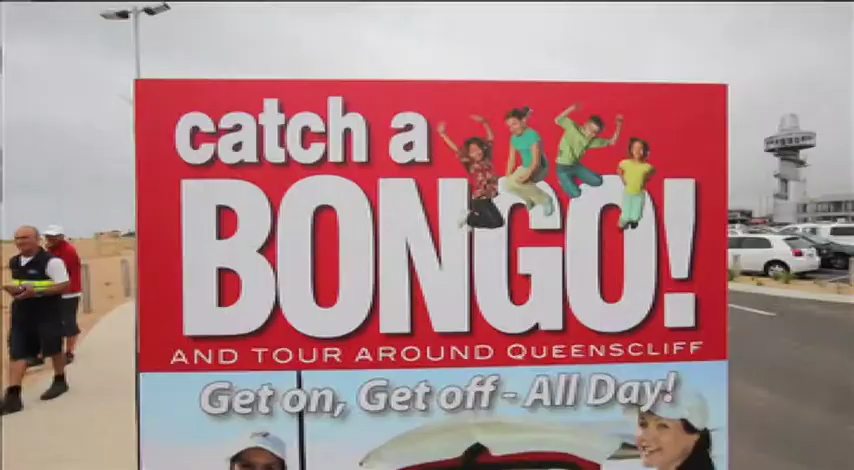 catch a
BONGO!
AND TOUR AROUND QUEENSCLIFF
Get on, Get off - All Day!